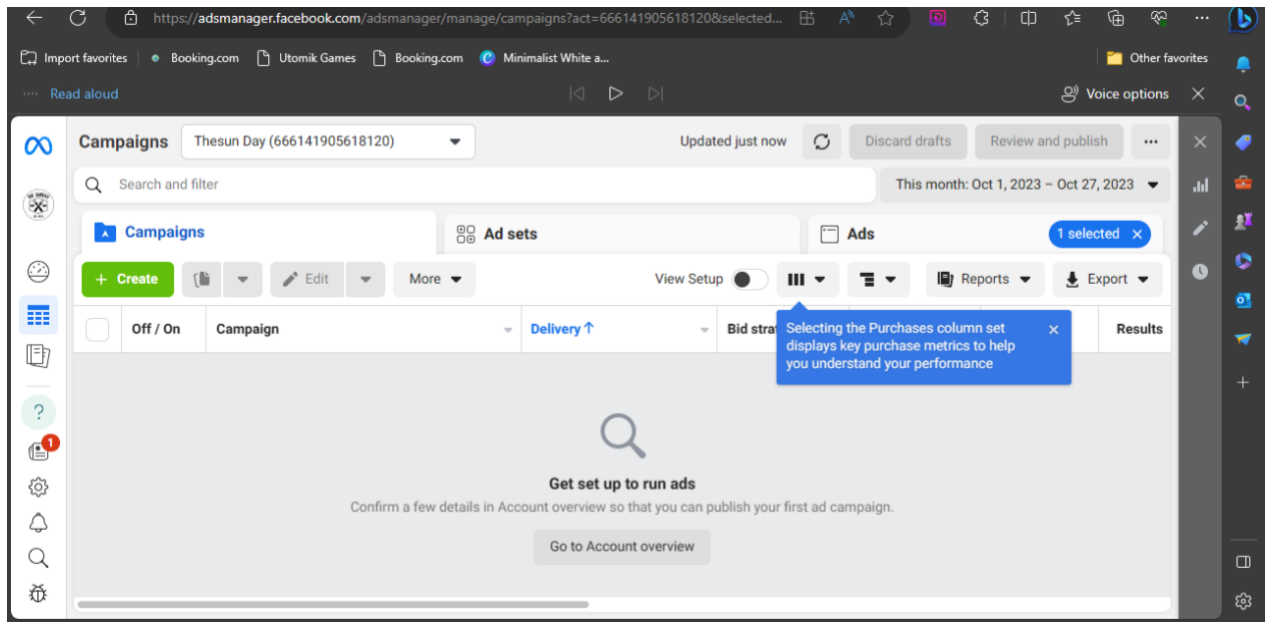 https://adsmanager.facebook.com/adsmanager/manage/campaigns?act=666141905618120&selected...
Import favorites Booking.com Utomik Games Booking.com Minimalist White a... Other favorites
Read aloud Voice options
Campaigns Thesun Day (666141905618120) Updated just now Discard drafts Review and publish
Search and filter This month: Oct 1, 2023 – Oct 27, 2023
Campaigns Ad sets Ads 1 selected
+ Create Edit More View Setup Reports Export
Off / On Campaign Delivery ↑ Bid strat Results
Selecting the Purchases column set
displays key purchase metrics to help
you understand your performance
1
Get set up to run ads
Confirm a few details in Account overview so that you can publish your first ad campaign.
Go to Account overview